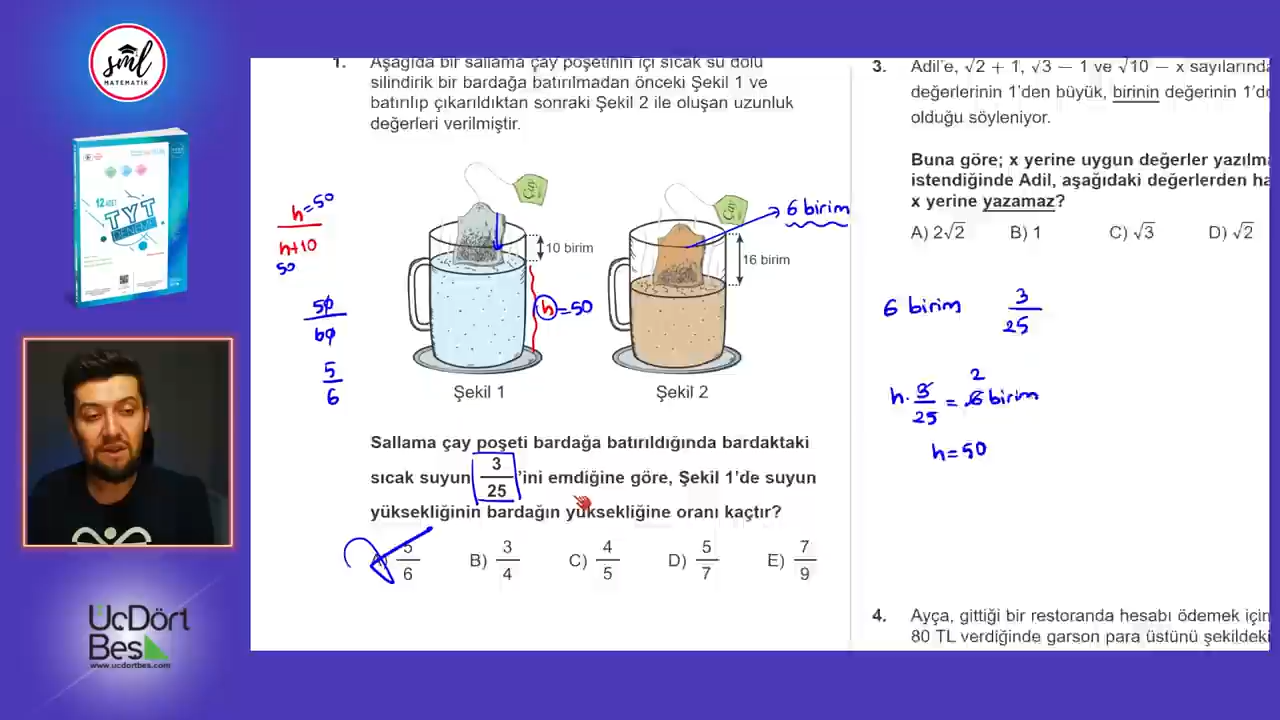 sml
MATEMATİK
12 ADET
TYT
DENEME
ÜcDört
Bes
www.ucdortbes.com
1. Aşağıda bir sallama çay poşetinin içi sıcak su dolu
silindirik bir bardağa batırılmadan önceki Şekil 1 ve
batırılıp çıkarıldıktan sonraki Şekil 2 ile oluşan uzunluk
değerleri verilmiştir.
h=50
h+10
50
50
60
5
6
Çay
10 birim
h=50
Şekil 1
Çay
6 birim
16 birim
Şekil 2
Sallama çay poşeti bardağa batırıldığında bardaktaki
sıcak suyun 3/25 'ini emdiğine göre, Şekil 1'de suyun
yüksekliğinin bardağın yüksekliğine oranı kaçtır?
A) 5/6 B) 3/4 C) 4/5 D) 5/7 E) 7/9
3. Adil'e, √2 + 1, √3 − 1 ve √10 − x sayılarında
değerlerinin 1'den büyük, birinin değerinin 1'de
olduğu söyleniyor.
Buna göre; x yerine uygun değerler yazılma
istendiğinde Adil, aşağıdaki değerlerden ha
x yerine yazamaz?
A) 2√2 B) 1 C) √3 D) √2
6 birim 3/25
2
h. 3/25 = 6 birim
h=50
4. Ayça, gittiği bir restoranda hesabı ödemek için
80 TL verdiğinde garson para üstünü şekildeki